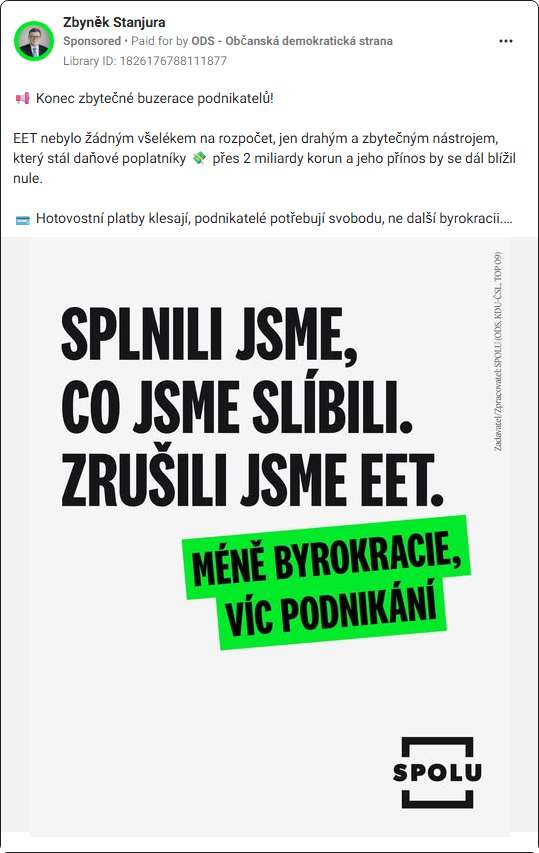 Zbyněk Stanjura
Sponsored • Paid for by ODS - Občanská demokratická strana
Library ID: 1826176788111877
Konec zbytečné buzerace podnikatelů!
EET nebylo žádným všelékem na rozpočet, jen drahým a zbytečným nástrojem,
který stál daňové poplatníky 💸 přes 2 miliardy korun a jeho přínos by se dál blížil
nule.
Hotovostní platby klesají, podnikatelé potřebují svobodu, ne další byrokracii....
Zadavatel/Zpracovatel: SPOLU (ODS, KDU-ČSL, TOP 09)
SPLNILI JSME,
CO JSME SLÍBILI.
ZRUŠILI JSME EET.
MÉNĚ BYROKRACIE,
VÍC PODNIKÁNÍ
SPOLU